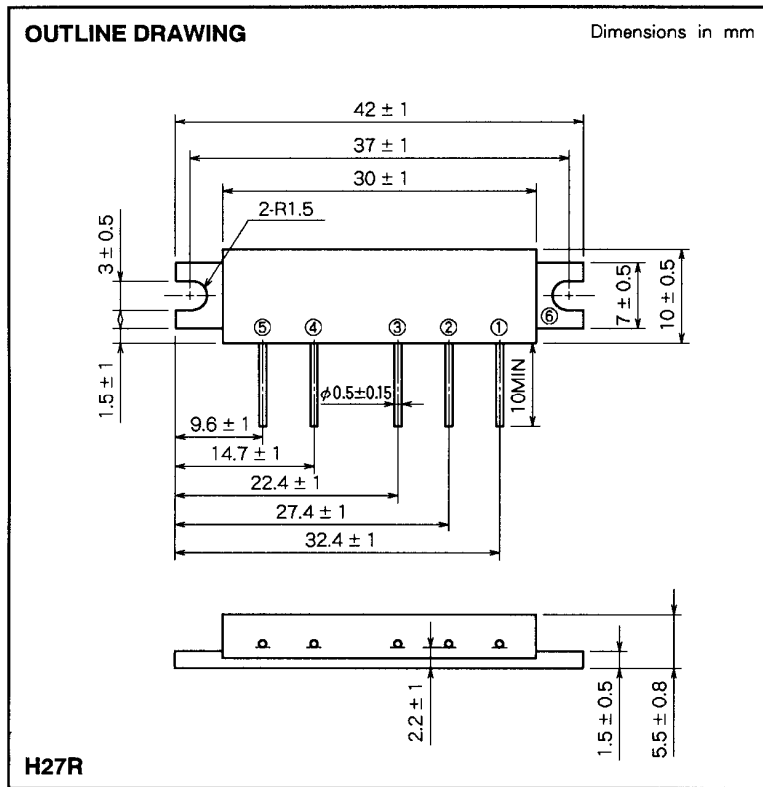 OUTLINE DRAWING
Dimensions in mm
42 ± 1
37 ± 1
30 ± 1
2-R1.5
3 ± 0.5
7 ± 0.5
10 ± 0.5
⑥
⑤ ④ ③ ② ①
1.5 ± 1
φ0.5±0.15
10MIN
9.6 ± 1
14.7 ± 1
22.4 ± 1
27.4 ± 1
32.4 ± 1
2.2 ± 1
1.5 ± 0.5
5.5 ± 0.8
H27R